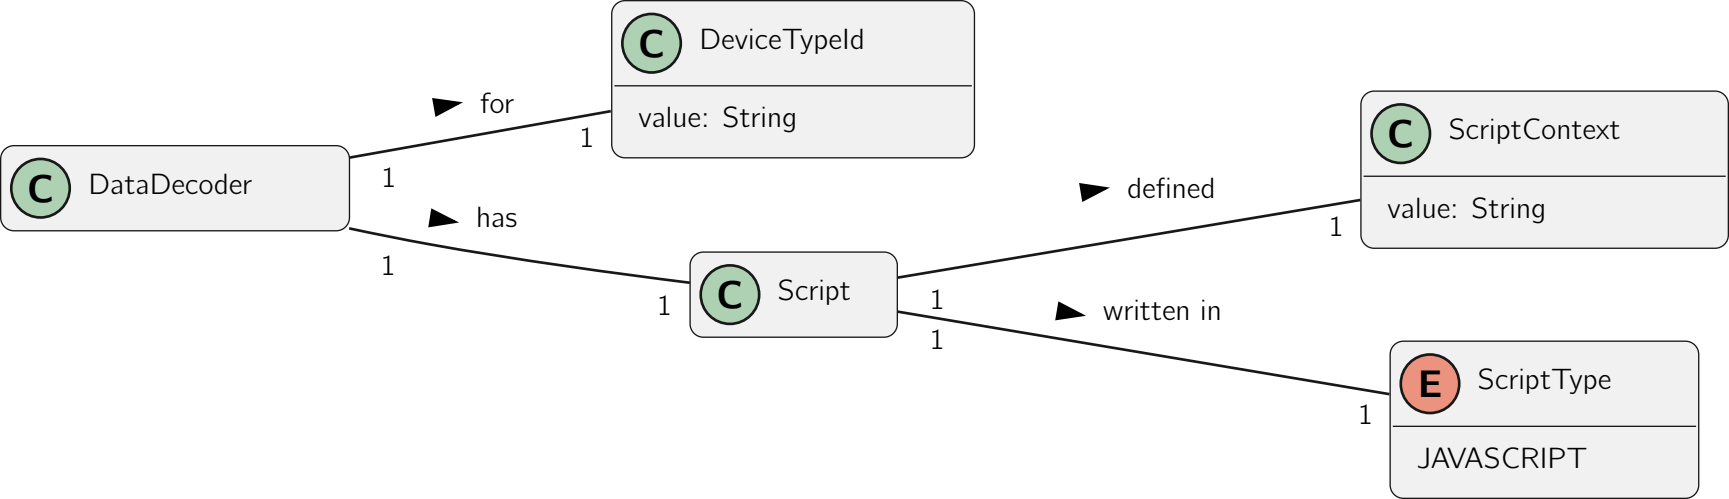 C DeviceTypeId
value: String
for
1
1
C DataDecoder
has
1
1
C Script
C ScriptContext
value: String
defined
1
1
written in
1
1
E ScriptType
JAVASCRIPT